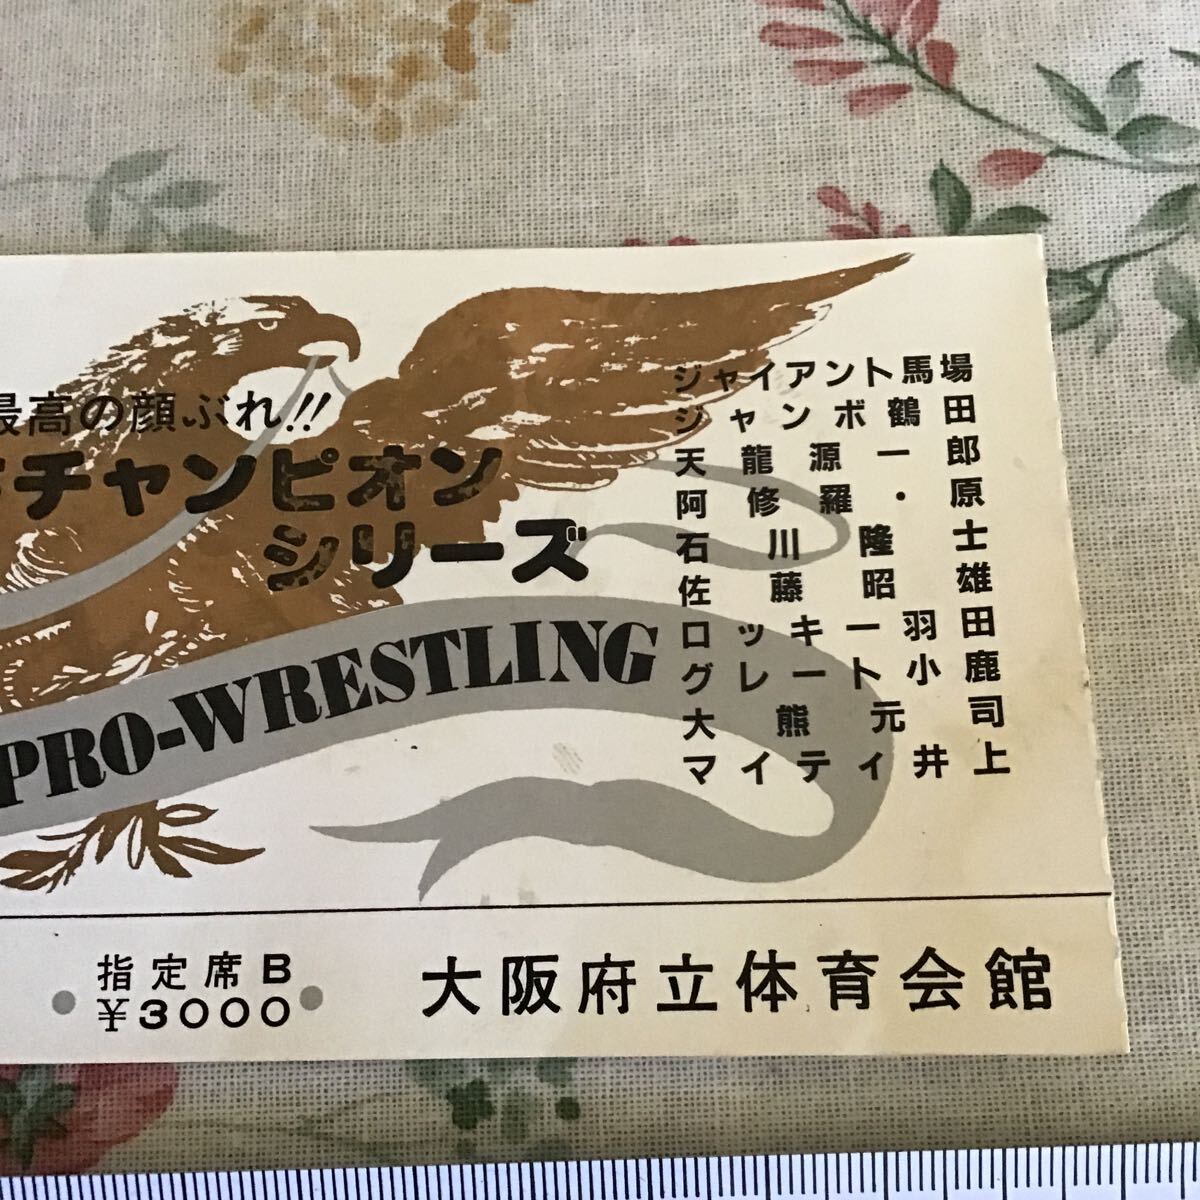 最高の顔ぶれ!!
チャンピオン
シリーズ
PRO-WRESTLING
ジャイアント馬場
ジャンボ鶴田
天龍源一郎
阿修羅・原
石川隆士
佐藤昭雄
ロッキー羽田
グレート小鹿
大熊元司
マイティ井上
指定席B
¥3000
大阪府立体育会館